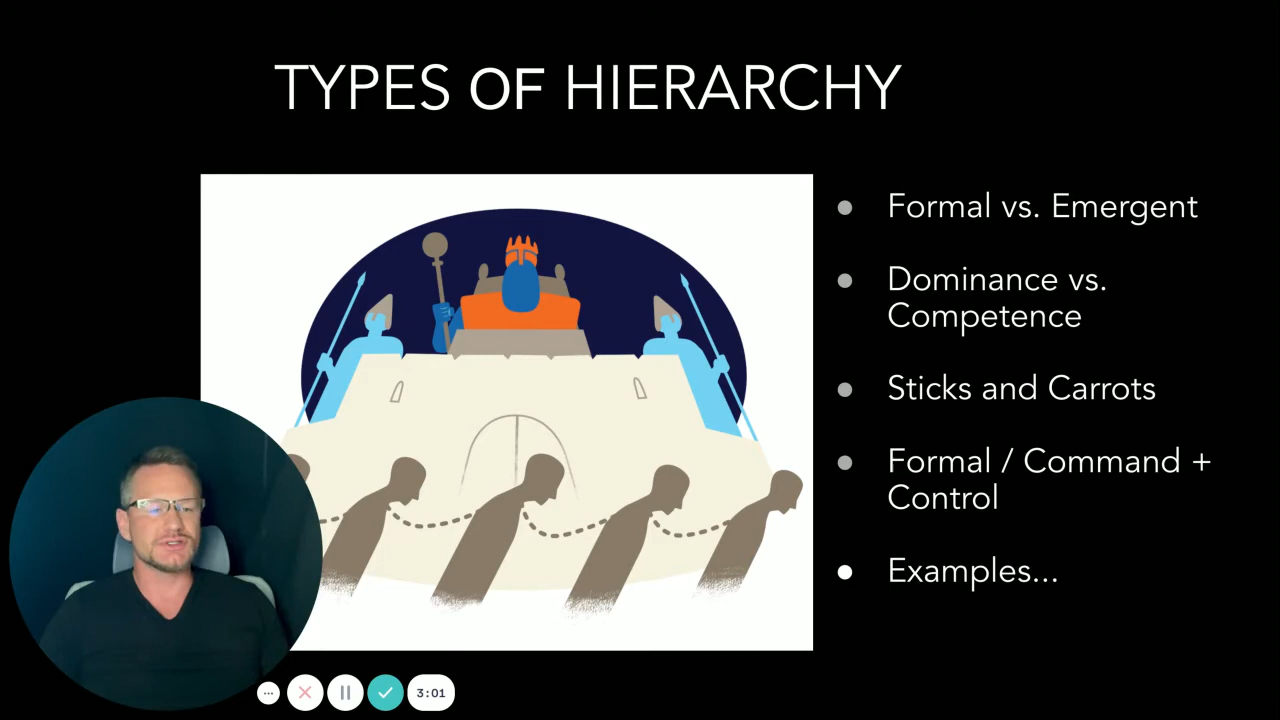 TYPES OF HIERARCHY
Formal vs. Emergent
Dominance vs.
Competence
Sticks and Carrots
Formal / Command +
Control
Examples...
3:01